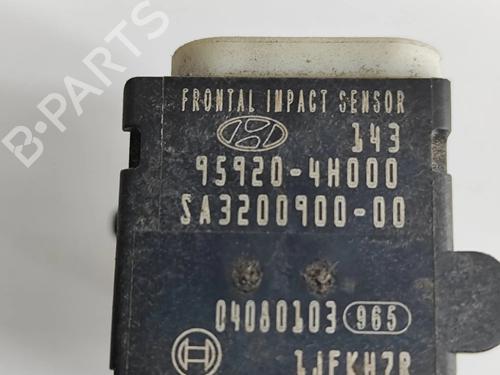 B-PARTS
FRONTAL IMPACT SENSOR
143
95920-4H000
SA3200900-00
04080103 965